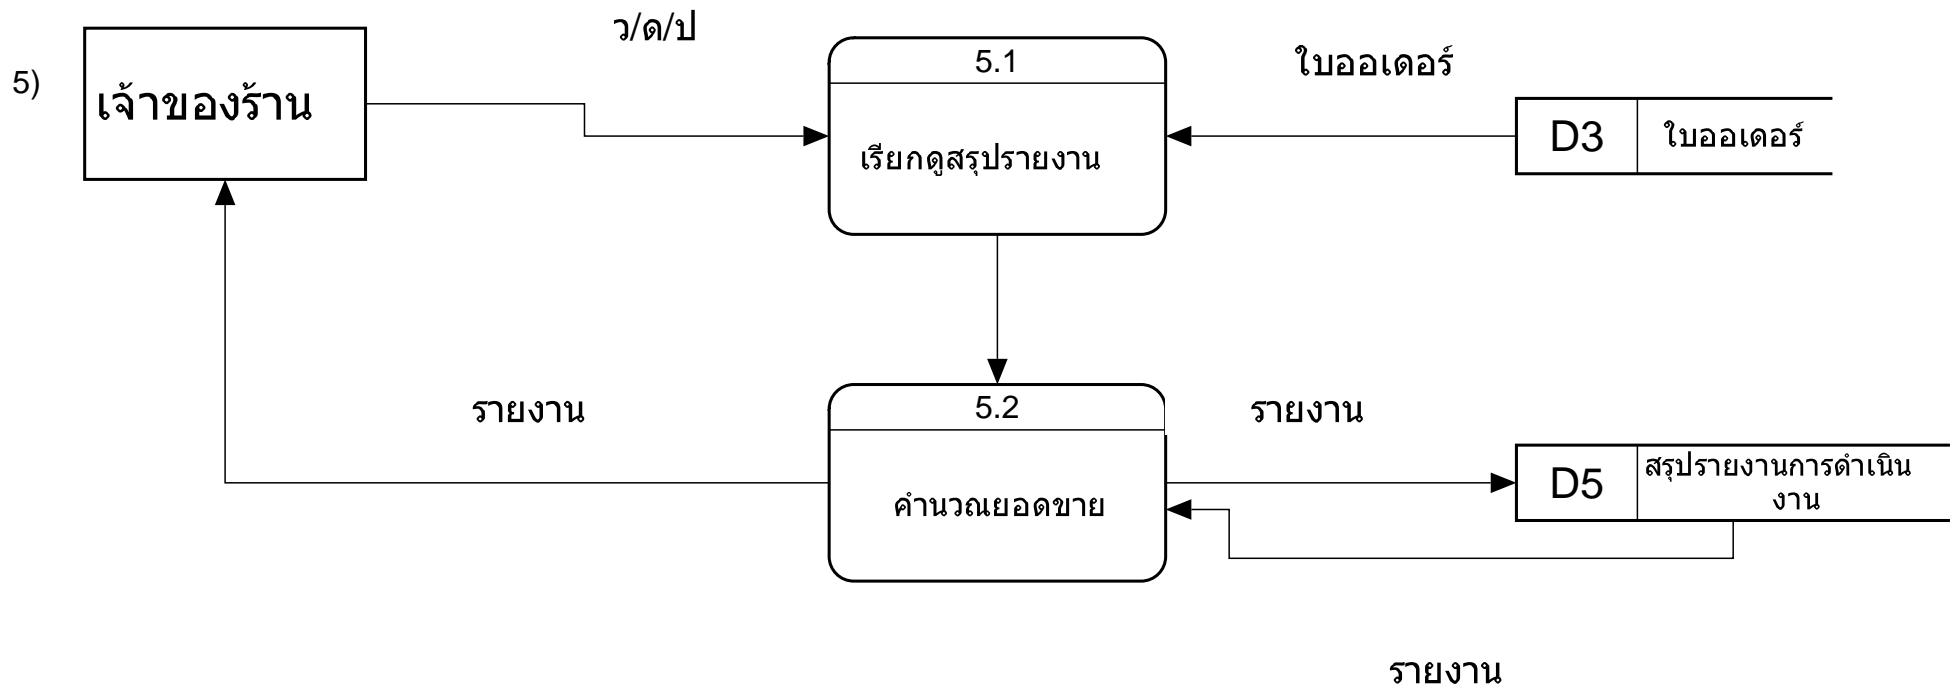 ว/ด/ป
5)
เจ้าของร้าน
5.1
เรียกดูสรุปรายงาน
ใบออเดอร์
D3
ใบออเดอร์
รายงาน
5.2
คำนวณยอดขาย
รายงาน
D5
สรุปรายงานการดำเนิน
งาน
รายงาน